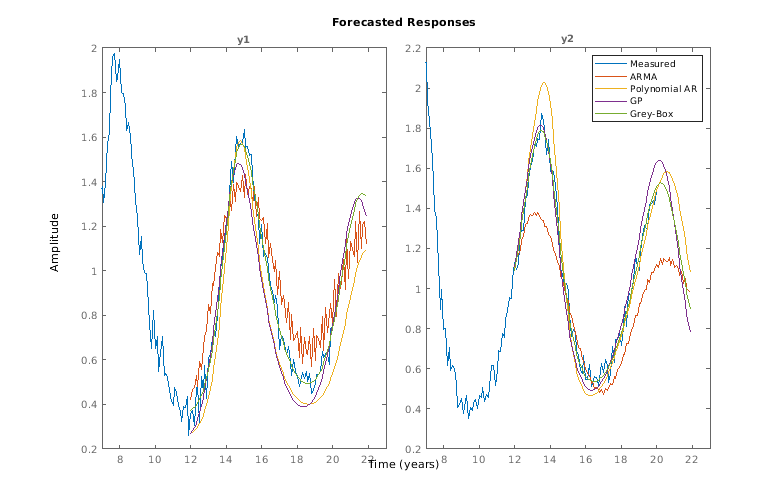 Forecasted Responses
y1
y2
Amplitude
2
1.8
1.6
1.4
1.2
1
0.8
0.6
0.4
0.2
8 10 12 14 16 18 20 22
2.2
2
1.8
1.6
1.4
1.2
1
0.8
0.6
0.4
0.2
8 10 12 14 16 18 20 22
Measured
ARMA
Polynomial AR
GP
Grey-Box
Time (years)